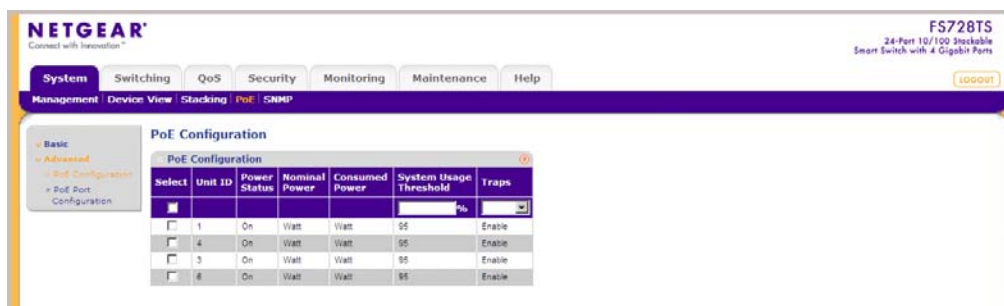 NETGEAR®
Connect with Innovation™
FS728TS
24-Port 10/100 Stackable
Smart Switch with 4 Gigabit Ports
System Switching QoS Security Monitoring Maintenance Help
LOGOUT
Management Device View Stacking PoE SNMP
Basic
Advanced
PoE Configuration
PoE Port
Configuration
PoE Configuration
PoE Configuration
Select Unit ID Power Status Nominal Power Consumed Power System Usage Threshold Traps
%
1 On Watt Watt 95 Enable
4 On Watt Watt 95 Enable
3 On Watt Watt 95 Enable
6 On Watt Watt 95 Enable